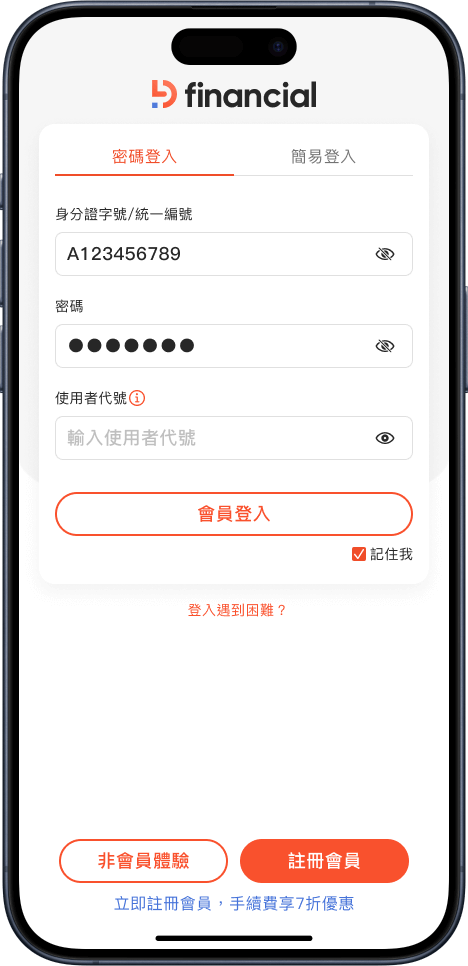 financial
密碼登入 簡易登入
身分證字號/統一編號
A123456789
密碼
●●●●●●●
使用者代號
輸入使用者代號
會員登入
記住我
登入遇到困難？
非會員體驗 註冊會員
立即註冊會員，手續費享7折優惠